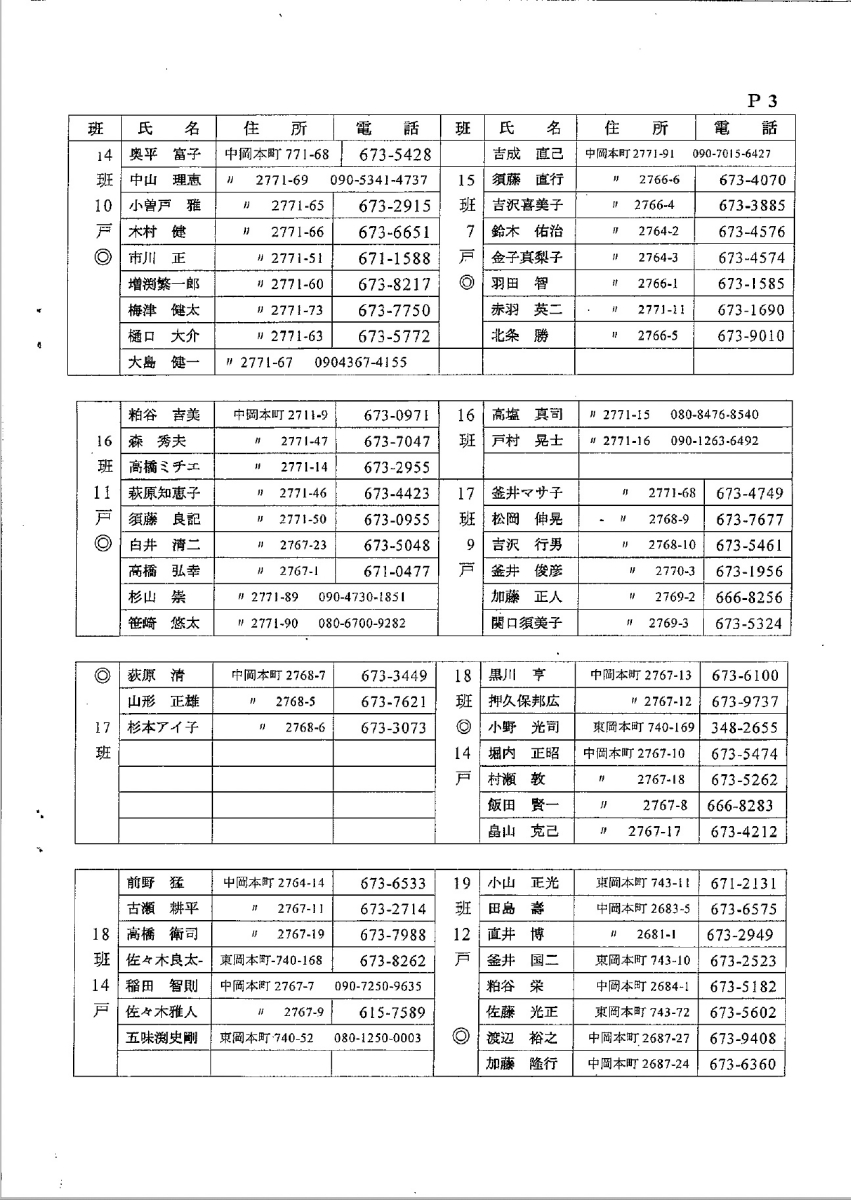 P 3
班 氏 名 住 所 電 話 班 氏 名 住 所 電 話
14 奥平 富子 中岡本町 771-68 673-5428 吉成 直己 中岡本町 2771-91 090-7015-6427
班 中山 理恵 〃 2771-69 090-5341-4737 15 須藤 直行 〃 2766-6 673-4070
10 小曽戸 雅 〃 2771-65 673-2915 班 吉沢喜美子 〃 2766-4 673-3885
戸 木村 健 〃 2771-66 673-6651 7 鈴木 佑治 〃 2764-2 673-4576
◎ 市川 正 〃 2771-51 671-1588 戸 金子真梨子 〃 2764-3 673-4574
増渕繁一郎 〃 2771-60 673-8217 ◎ 羽田 智 〃 2766-1 673-1585
梅津 健太 〃 2771-73 673-7750 赤羽 英二 〃 2771-11 673-1690
樋口 大介 〃 2771-63 673-5772 北条 勝 〃 2766-5 673-9010
大島 健一 〃 2771-67 0904367-4155
粕谷 吉美 中岡本町 2711-9 673-0971 16 高塩 真司 〃 2771-15 080-8476-8540
16 森 秀夫 〃 2771-47 673-7047 班 戸村 晃士 〃 2771-16 090-1263-6492
班 高橋ミチエ 〃 2771-14 673-2955
11 萩原知恵子 〃 2771-46 673-4423 17 釜井マサ子 〃 2771-68 673-4749
戸 須藤 良記 〃 2771-50 673-0955 班 松岡 伸晃 〃 2768-9 673-7677
◎ 白井 清二 〃 2767-23 673-5048 9 吉沢 行男 〃 2768-10 673-5461
高橋 弘幸 〃 2767-1 671-0477 戸 釜井 俊彦 〃 2770-3 673-1956
杉山 崇 〃 2771-89 090-4730-1851 加藤 正人 〃 2769-2 666-8256
笹崎 悠太 〃 2771-90 080-6700-9282 関口須美子 〃 2769-3 673-5324
◎ 荻原 清 中岡本町 2768-7 673-3449 18 黒川 亨 中岡本町 2767-13 673-6100
山形 正雄 〃 2768-5 673-7621 班 押久保邦広 〃 2767-12 673-9737
17 杉本アイ子 〃 2768-6 673-3073 ◎ 小野 光司 東岡本町 740-169 348-2655
班 14 堀内 正昭 中岡本町 2767-10 673-5474
戸 村瀬 敦 〃 2767-18 673-5262
飯田 賢一 〃 2767-8 666-8283
畠山 克己 〃 2767-17 673-4212
前野 猛 中岡本町 2764-14 673-6533 19 小山 正光 東岡本町 743-11 671-2131
古瀬 耕平 〃 2767-11 673-2714 班 田島 壽 中岡本町 2683-5 673-6575
18 高橋 衛司 〃 2767-19 673-7988 12 直井 博 〃 2681-1 673-2949
班 佐々木良太- 東岡本町-740-168 673-8262 戸 釜井 国二 東岡本町 743-10 673-2523
14 稲田 智則 中岡本町 2767-7 090-7250-9635 粕谷 栄 中岡本町 2684-1 673-5182
戸 佐々木雅人 〃 2767-9 615-7589 佐藤 光正 東岡本町 743-72 673-5602
五味渕史剛 東岡本町 740-52 080-1250-0003 ◎ 渡辺 裕之 中岡本町 2687-27 673-9408
加藤 隆行 中岡本町 2687-24 673-6360